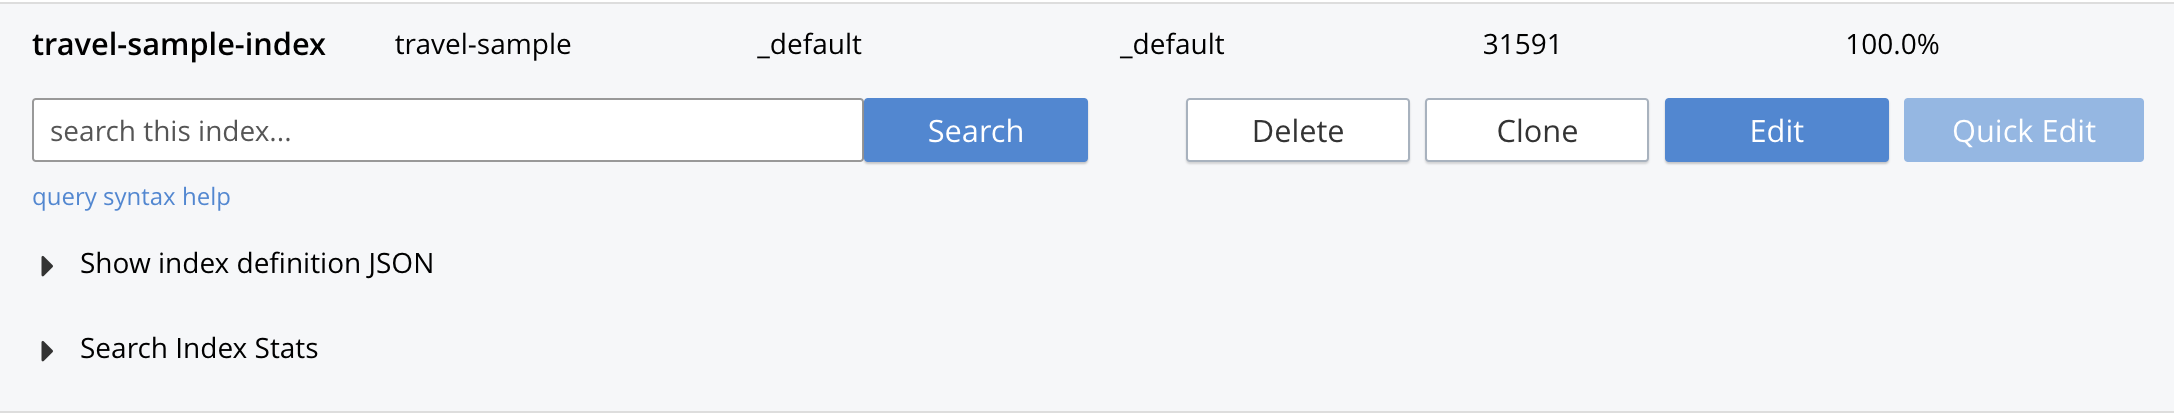 travel-sample-index travel-sample _default _default 31591 100.0%
search this index... Search Delete Clone Edit Quick Edit
query syntax help
Show index definition JSON
Search Index Stats